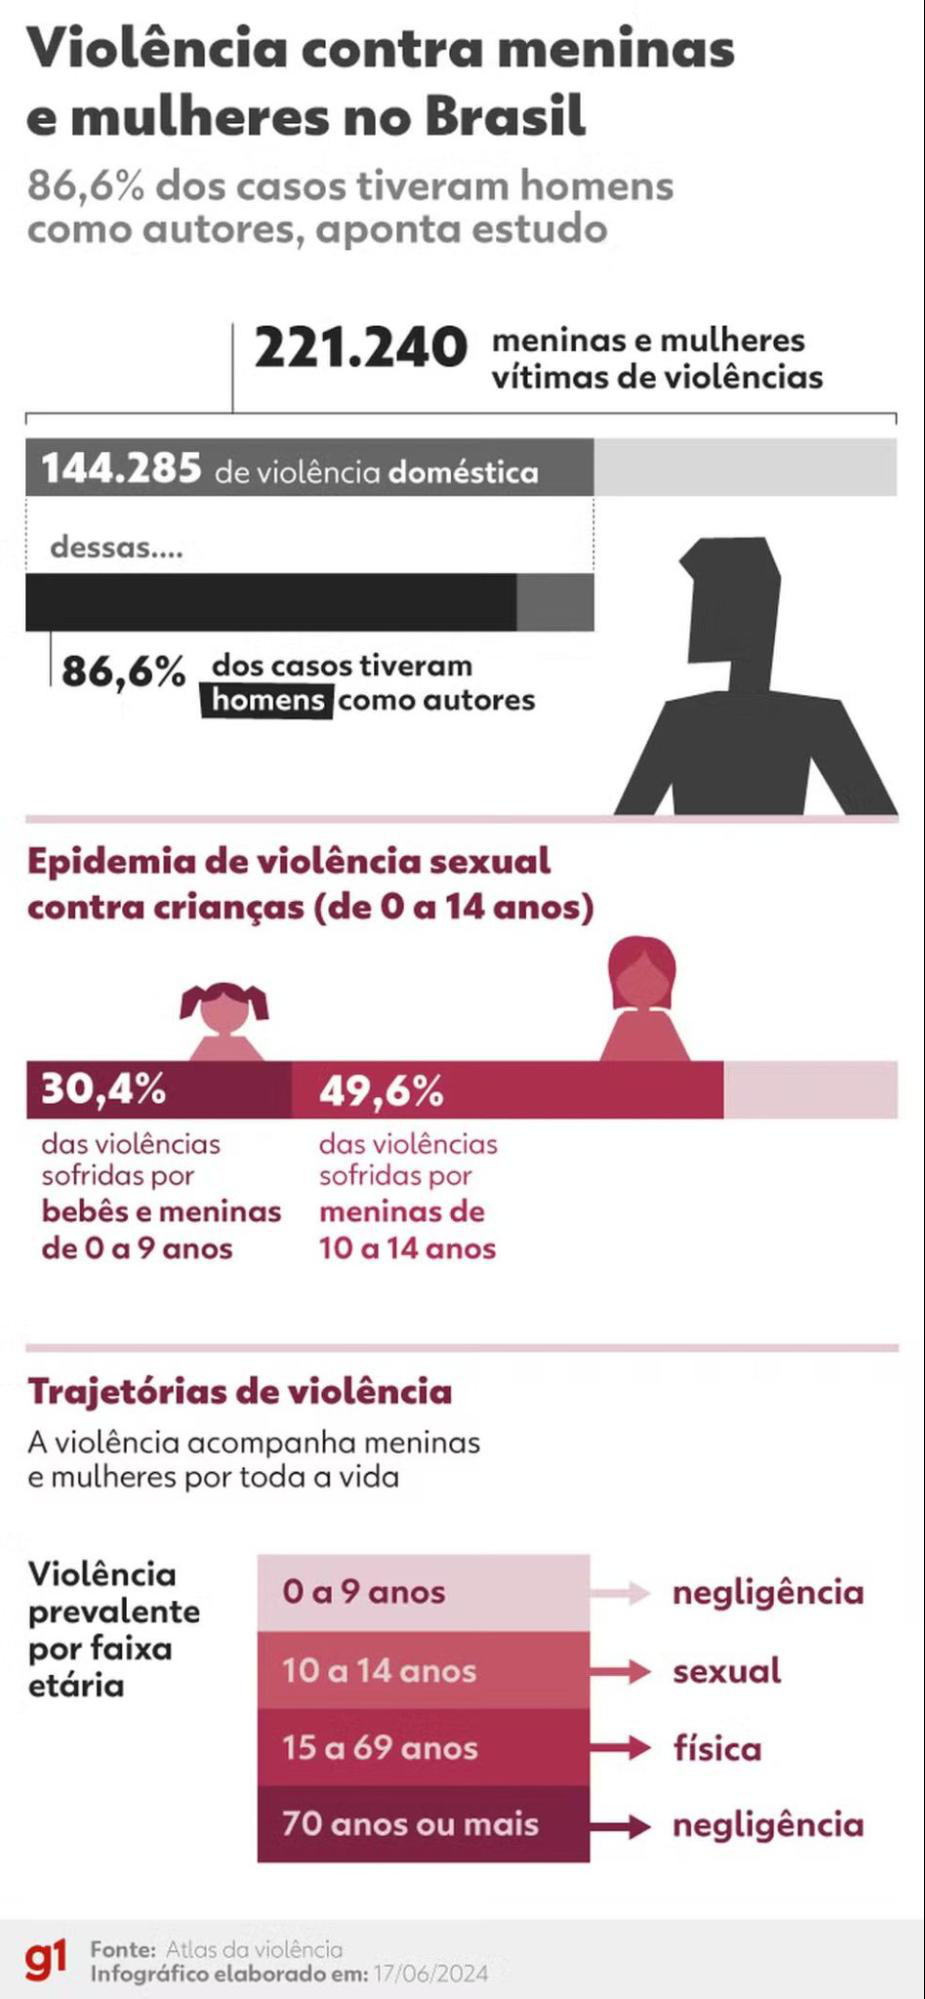 Violência contra meninas
e mulheres no Brasil
86,6% dos casos tiveram homens
como autores, aponta estudo
221.240 meninas e mulheres
vítimas de violências
144.285 de violência doméstica
dessas....
86,6% dos casos tiveram
homens como autores
Epidemia de violência sexual
contra crianças (de 0 a 14 anos)
30,4%
das violências
sofridas por
bebês e meninas
de 0 a 9 anos
49,6%
das violências
sofridas por
meninas de
10 a 14 anos
Trajetórias de violência
A violência acompanha meninas
e mulheres por toda a vida
Violência
prevalente
por faixa
etária
0 a 9 anos negligência
10 a 14 anos sexual
15 a 69 anos física
70 anos ou mais negligência
g1
Fonte: Atlas da violência
Infográfico elaborado em: 17/06/2024